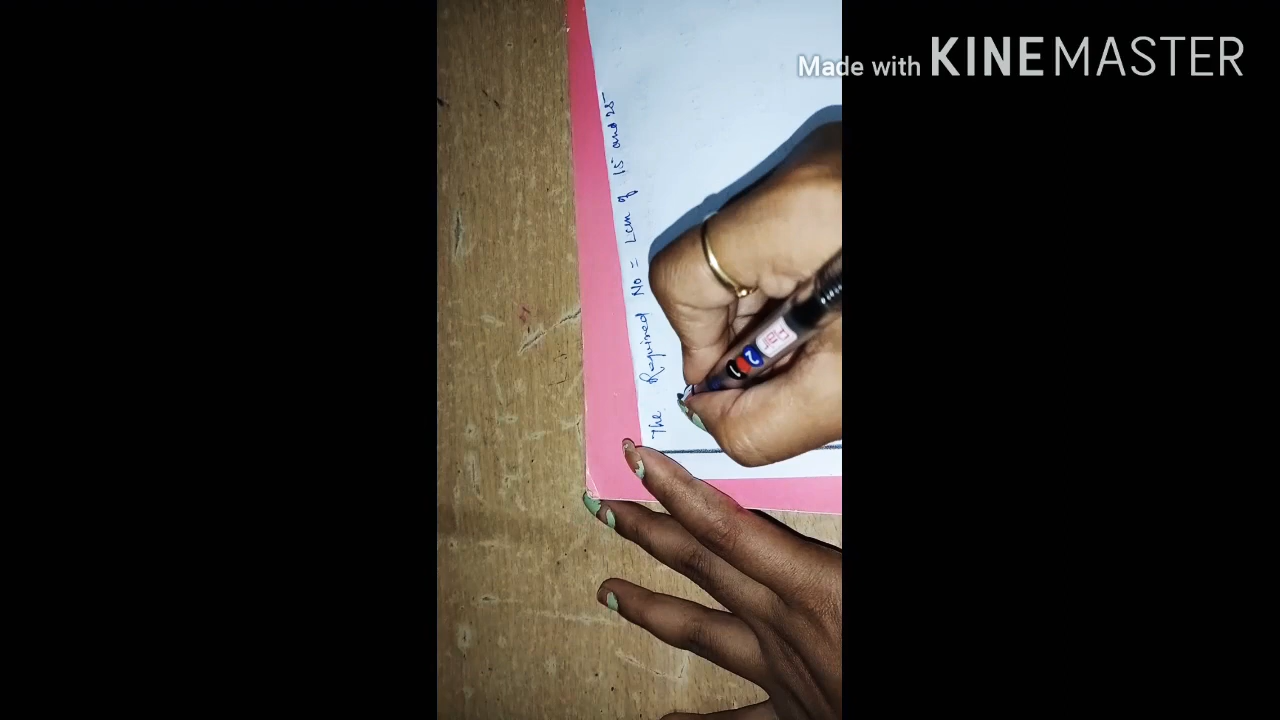 Made with KINEMASTER
The Required No = Lcm of 15 and 25